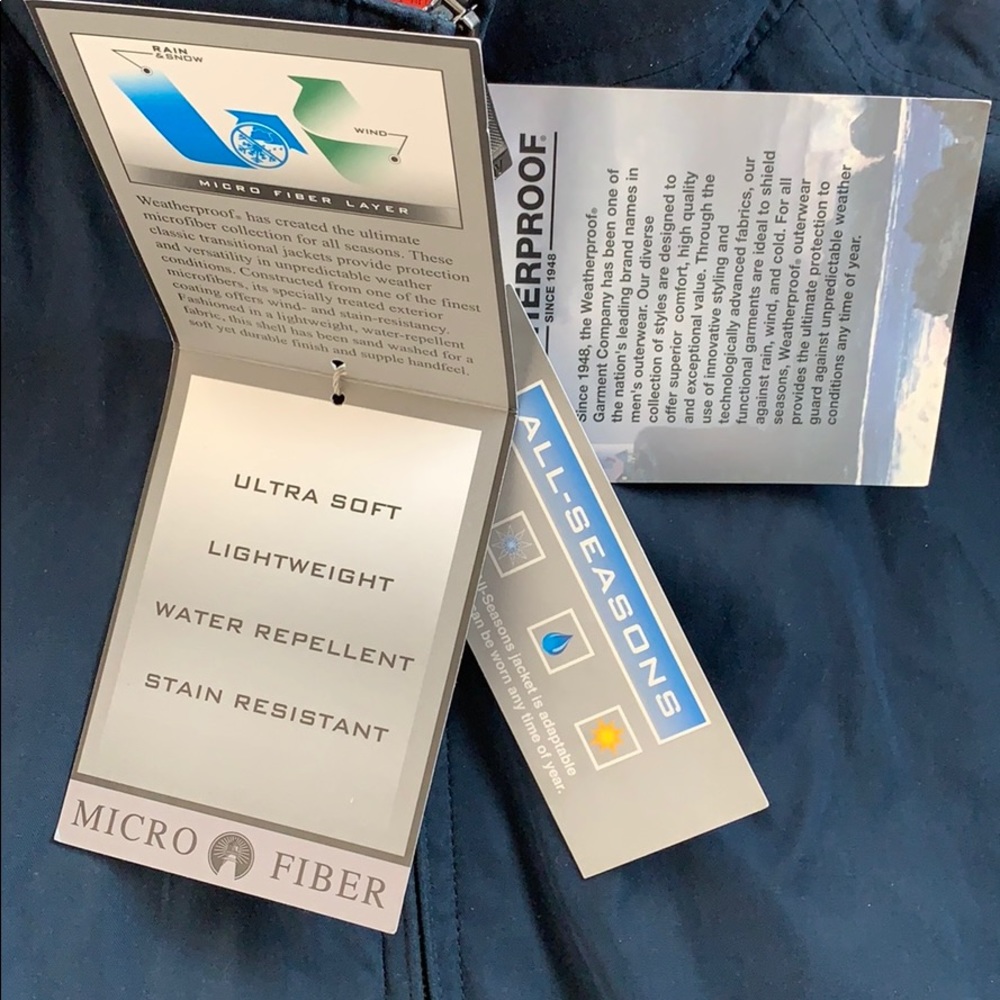 RAIN
& SNOW
WIND
MICRO FIBER LAYER
Weatherproof® has created the ultimate
microfiber collection for all seasons. These
classic transitional jackets provide protection
and versatility in unpredictable weather
conditions. Constructed from one of the finest
microfibers, its specially treated exterior
coating offers wind- and stain-resistancy.
Fashioned in a lightweight, water-repellent
fabric, this shell has been sand washed for a
soft yet durable finish and supple handfeel.
ULTRA SOFT
LIGHTWEIGHT
WATER REPELLENT
STAIN RESISTANT
MICRO FIBER
TERPROOF®
SINCE 1948
Since 1948, the Weatherproof®
Garment Company has been one of
the nation's leading brand names in
men's outerwear. Our diverse
collection of styles are designed to
offer superior comfort, high quality
and exceptional value. Through the
use of innovative styling and
technologically advanced fabrics, our
functional garments are ideal to shield
against rain, wind, and cold. For all
seasons, Weatherproof® outerwear
provides the ultimate protection to
guard against unpredictable weather
conditions any time of year.
ALL-SEASONS
ll-Seasons jacket is adaptable
can be worn any time of year.